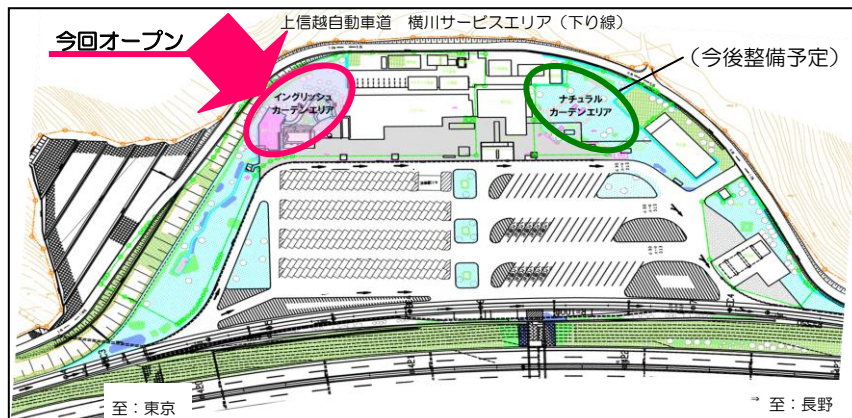 上信越自動車道　横川サービスエリア（下り線）
今回オープン
（今後整備予定）
イングリッシュ
ガーデンエリア
ナチュラル
ガーデンエリア
至：東京
⇒ 至：長野